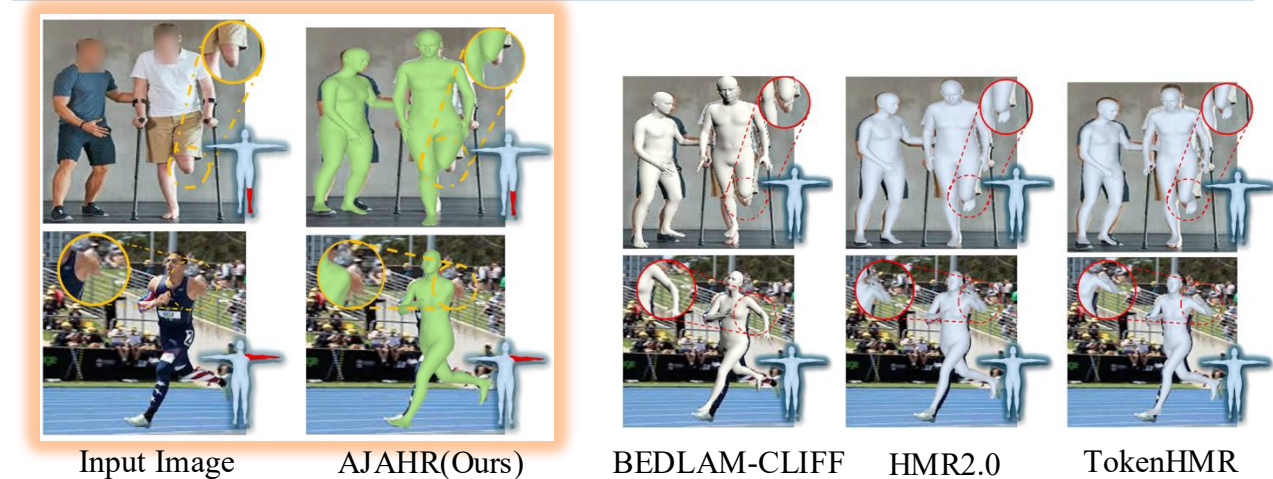 Input Image
AJAHR(Ours)
BEDLAM-CLIFF
HMR2.0
TokenHMR